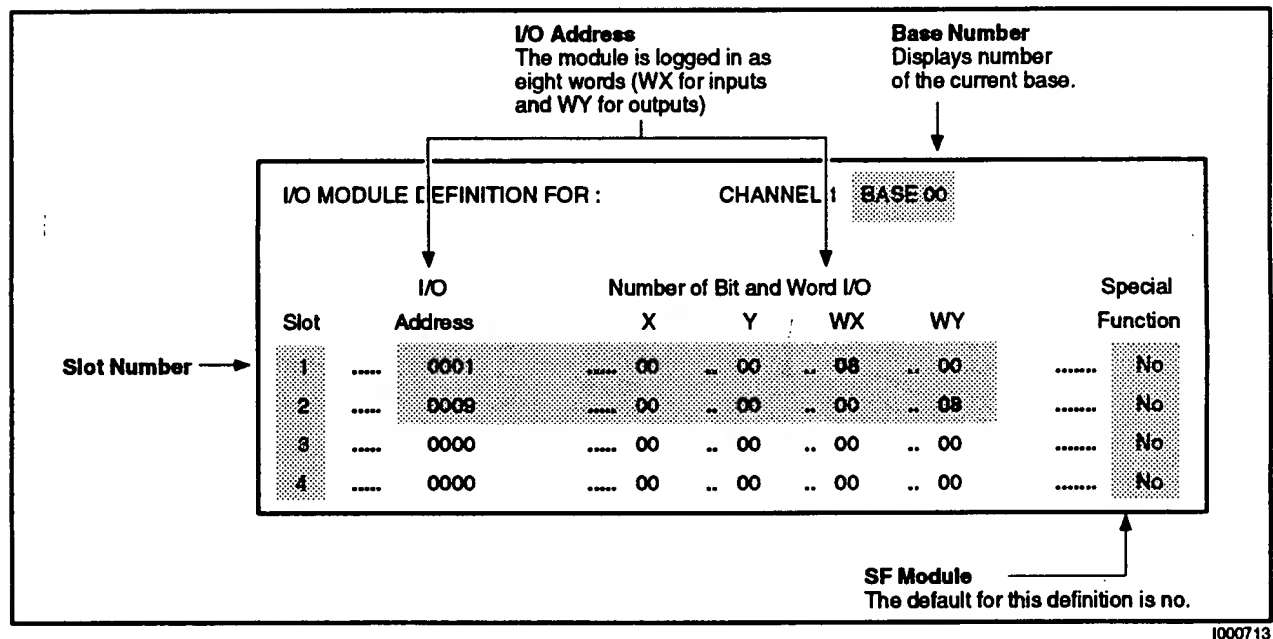 I/O Address
The module is logged in as
eight words (WX for inputs
and WY for outputs)
Base Number
Displays number
of the current base.
I/O MODULE DEFINITION FOR : CHANNEL 1 BASE 00
I/O Number of Bit and Word I/O Special
Slot Address X Y WX WY Function
Slot Number
1 ..... 0001 ..... 00 .. 00 .. 08 .. 00 ....... No
2 ..... 0009 ..... 00 .. 00 .. 00 .. 08 ....... No
3 ..... 0000 ..... 00 .. 00 .. 00 .. 00 ....... No
4 ..... 0000 ..... 00 .. 00 .. 00 .. 00 ....... No
SF Module
The default for this definition is no.
I000713